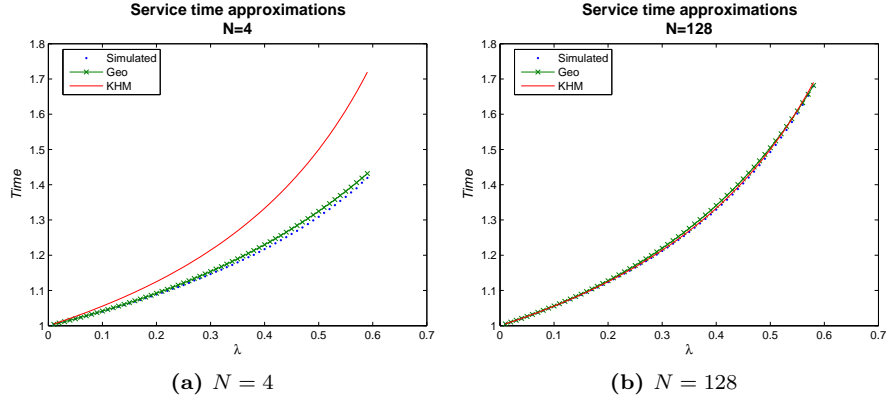 Service time approximations
N=4
Simulated
Geo
KHM
1.8
1.7
1.6
1.5
1.4
1.3
1.2
1.1
1
Time
0
0.1
0.2
0.3
0.4
0.5
0.6
0.7
λ
(a) N = 4
Service time approximations
N=128
Simulated
Geo
KHM
1.8
1.7
1.6
1.5
1.4
1.3
1.2
1.1
1
Time
0
0.1
0.2
0.3
0.4
0.5
0.6
0.7
λ
(b) N = 128